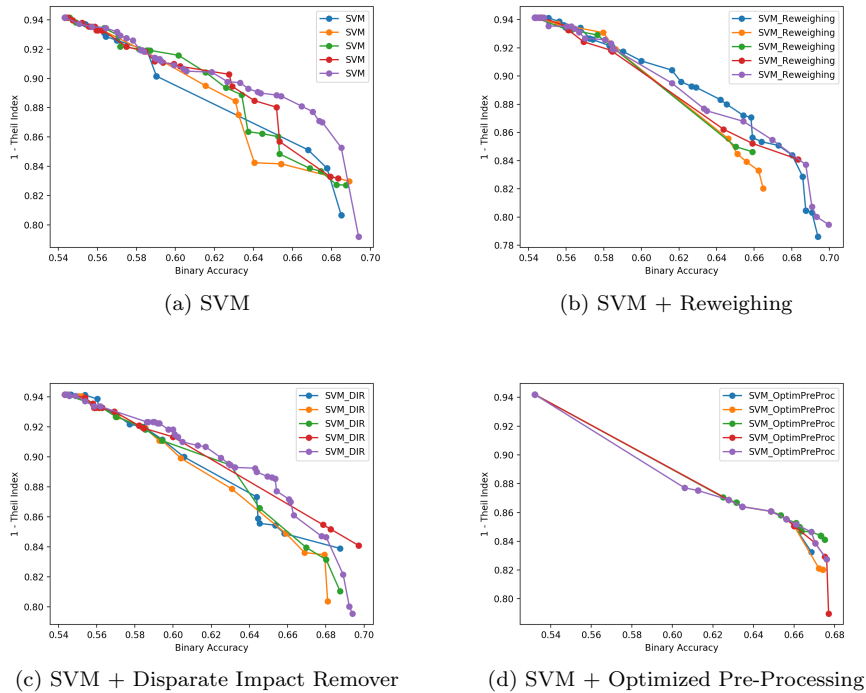 0.94
0.92
0.90
0.88
0.86
0.84
0.82
0.80
1 - Theil Index
0.54 0.56 0.58 0.60 0.62 0.64 0.66 0.68 0.70
Binary Accuracy
SVM
SVM
SVM
SVM
SVM
(a) SVM
0.94
0.92
0.90
0.88
0.86
0.84
0.82
0.80
0.78
1 - Theil Index
0.54 0.56 0.58 0.60 0.62 0.64 0.66 0.68 0.70
Binary Accuracy
SVM_Reweighing
SVM_Reweighing
SVM_Reweighing
SVM_Reweighing
SVM_Reweighing
(b) SVM + Reweighing
0.94
0.92
0.90
0.88
0.86
0.84
0.82
0.80
1 - Theil Index
0.54 0.56 0.58 0.60 0.62 0.64 0.66 0.68 0.70
Binary Accuracy
SVM_DIR
SVM_DIR
SVM_DIR
SVM_DIR
SVM_DIR
(c) SVM + Disparate Impact Remover
0.94
0.92
0.90
0.88
0.86
0.84
0.82
0.80
1 - Theil Index
0.54 0.56 0.58 0.60 0.62 0.64 0.66 0.68
Binary Accuracy
SVM_OptimPreProc
SVM_OptimPreProc
SVM_OptimPreProc
SVM_OptimPreProc
SVM_OptimPreProc
(d) SVM + Optimized Pre-Processing